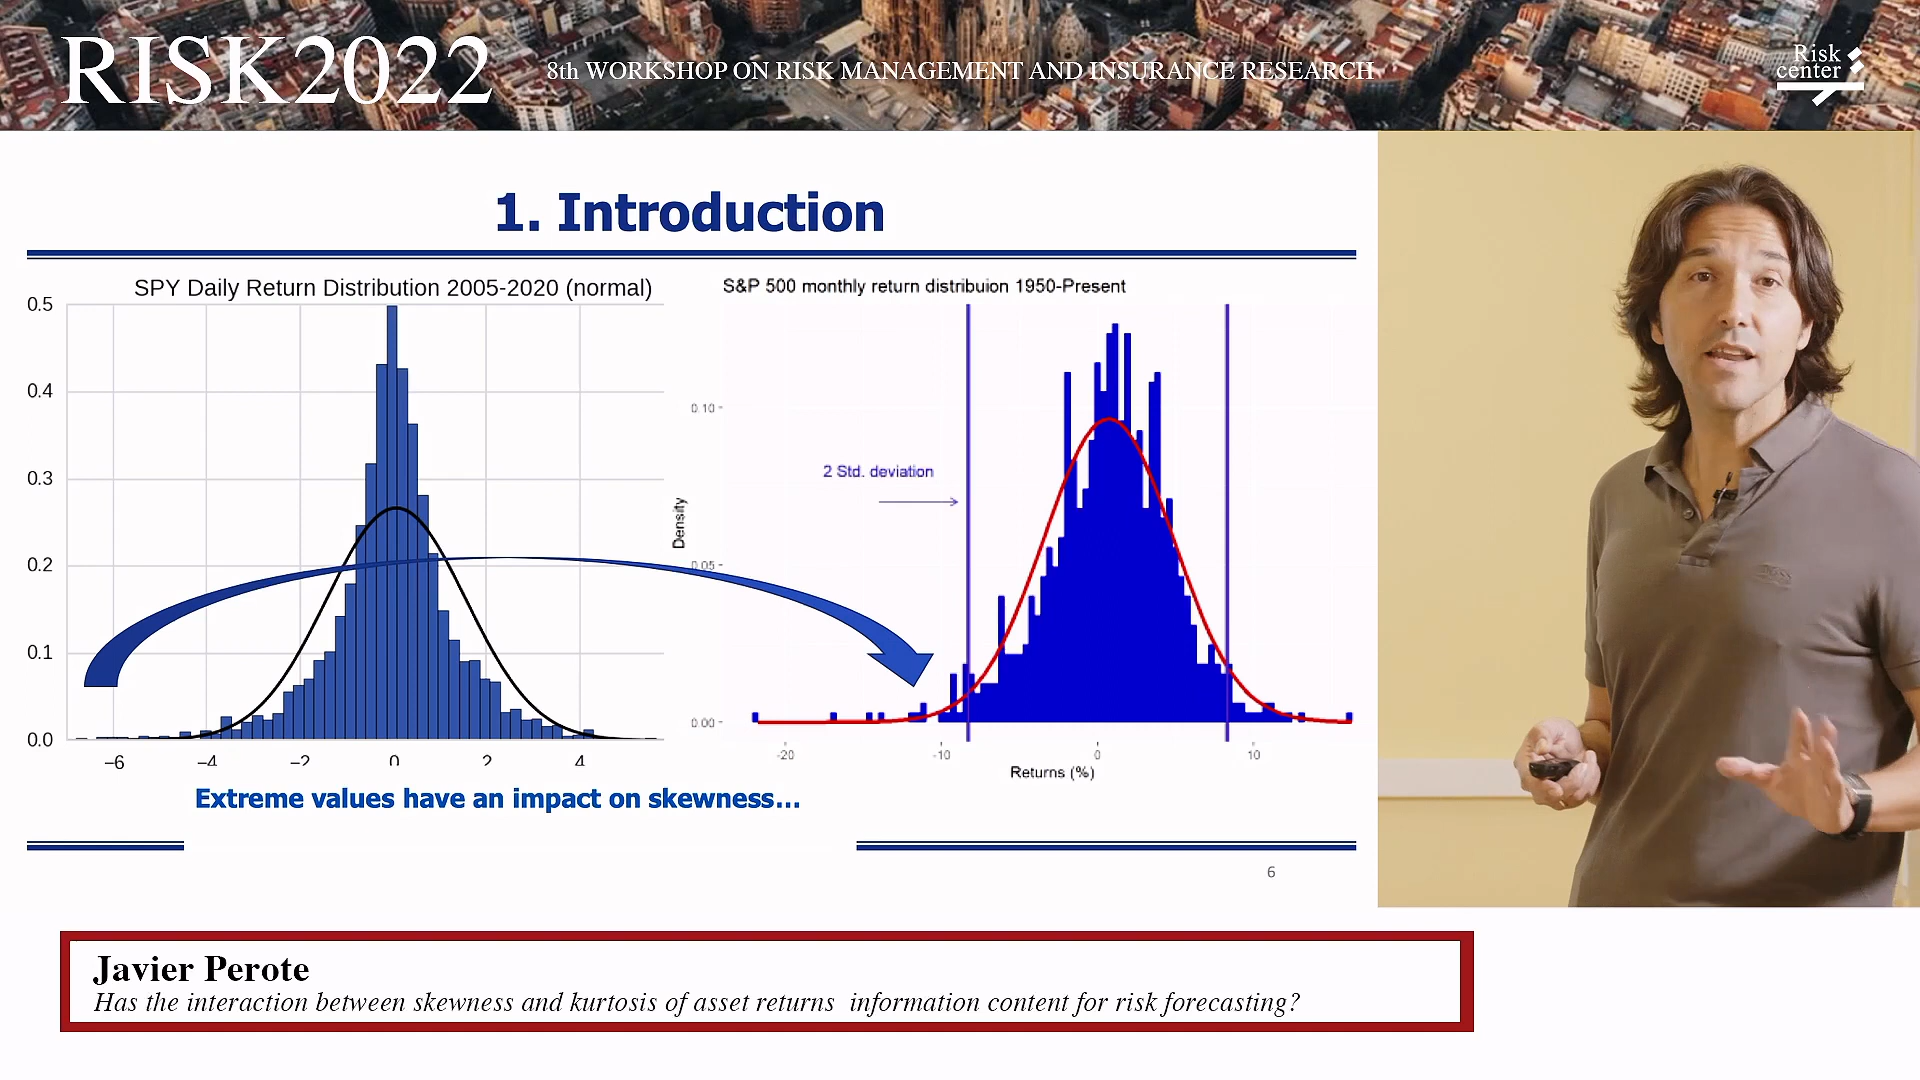 RISK2022
8th WORKSHOP ON RISK MANAGEMENT AND INSURANCE RESEARCH
Risk
center
1. Introduction
SPY Daily Return Distribution 2005-2020 (normal)
0.5
0.4
0.3
0.2
0.1
0.0
−6
−4
−2
0
2
4
S&P 500 monthly return distribuion 1950-Present
0.10
0.05
0.00
Density
2 Std. deviation
-20
-10
0
10
Returns (%)
Extreme values have an impact on skewness...
6
Javier Perote
Has the interaction between skewness and kurtosis of asset returns information content for risk forecasting?